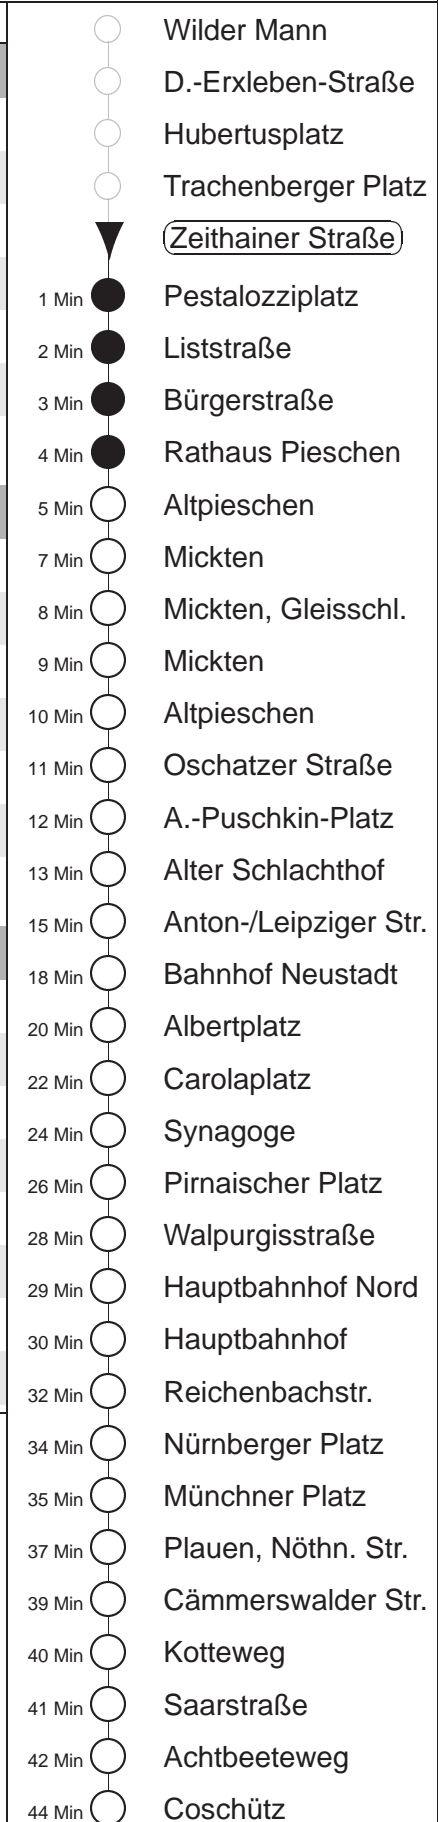 Wilder Mann
D.-Erxleben-Straße
Hubertusplatz
Trachenberger Platz
Zeithainer Straße
1 Min Pestalozziplatz
2 Min Liststraße
3 Min Bürgerstraße
4 Min Rathaus Pieschen
5 Min Altpieschen
7 Min Mickten
8 Min Mickten, Gleisschl.
9 Min Mickten
10 Min Altpieschen
11 Min Oschatzer Straße
12 Min A.-Puschkin-Platz
13 Min Alter Schlachthof
15 Min Anton-/Leipziger Str.
18 Min Bahnhof Neustadt
20 Min Albertplatz
22 Min Carolaplatz
24 Min Synagoge
26 Min Pirnaischer Platz
28 Min Walpurgisstraße
29 Min Hauptbahnhof Nord
30 Min Hauptbahnhof
32 Min Reichenbachstr.
34 Min Nürnberger Platz
35 Min Münchner Platz
37 Min Plauen, Nöthn. Str.
39 Min Cämmerswalder Str.
40 Min Kotteweg
41 Min Saarstraße
42 Min Achtbeeteweg
44 Min Coschütz